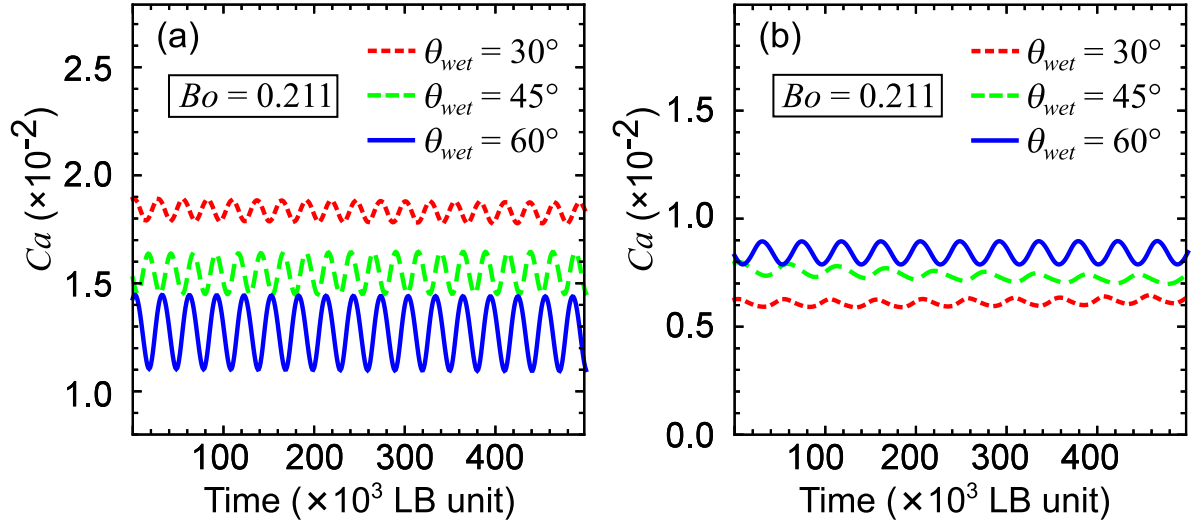 (a)
θwet = 30°
θwet = 45°
θwet = 60°
Bo = 0.211
2.5
2.0
1.5
1.0
Ca (×10-2)
100 200 300 400
Time (×10³ LB unit)
(b)
θwet = 30°
θwet = 45°
θwet = 60°
Bo = 0.211
1.5
1.0
0.5
0.0
Ca (×10-2)
100 200 300 400
Time (×10³ LB unit)